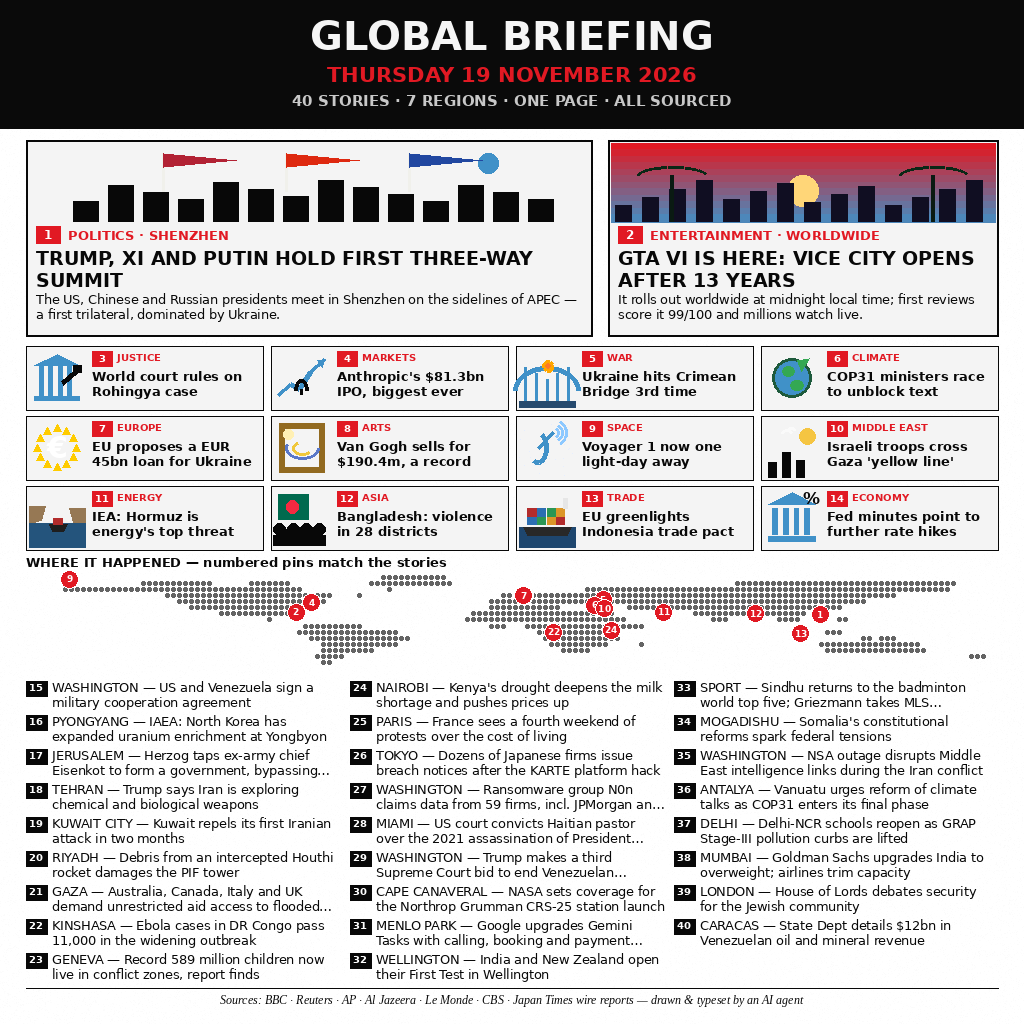 GLOBAL BRIEFING
THURSDAY 19 NOVEMBER 2026
40 STORIES · 7 REGIONS · ONE PAGE · ALL SOURCED
1 POLITICS · SHENZHEN
TRUMP, XI AND PUTIN HOLD FIRST THREE-WAY
SUMMIT
The US, Chinese and Russian presidents meet in Shenzhen on the sidelines of APEC —
a first trilateral, dominated by Ukraine.
2 ENTERTAINMENT · WORLDWIDE
GTA VI IS HERE: VICE CITY OPENS
AFTER 13 YEARS
It rolls out worldwide at midnight local time; first reviews
score it 99/100 and millions watch live.
3 JUSTICE
World court rules on
Rohingya case
4 MARKETS
Anthropic's $81.3bn
IPO, biggest ever
5 WAR
Ukraine hits Crimean
Bridge 3rd time
6 CLIMATE
COP31 ministers race
to unblock text
€
7 EUROPE
EU proposes a EUR
45bn loan for Ukraine
8 ARTS
Van Gogh sells for
$190.4m, a record
9 SPACE
Voyager 1 now one
light-day away
10 MIDDLE EAST
Israeli troops cross
Gaza 'yellow line'
11 ENERGY
IEA: Hormuz is
energy's top threat
12 ASIA
Bangladesh: violence
in 28 districts
13 TRADE
EU greenlights
Indonesia trade pact
%
14 ECONOMY
Fed minutes point to
further rate hikes
WHERE IT HAPPENED — numbered pins match the stories
9
4
2
7
10
22
24
11
12
1
13
15 WASHINGTON — US and Venezuela sign a
military cooperation agreement
16 PYONGYANG — IAEA: North Korea has
expanded uranium enrichment at Yongbyon
17 JERUSALEM — Herzog taps ex-army chief
Eisenkot to form a government, bypassing...
18 TEHRAN — Trump says Iran is exploring
chemical and biological weapons
19 KUWAIT CITY — Kuwait repels its first Iranian
attack in two months
20 RIYADH — Debris from an intercepted Houthi
rocket damages the PIF tower
21 GAZA — Australia, Canada, Italy and UK
demand unrestricted aid access to flooded...
22 KINSHASA — Ebola cases in DR Congo pass
11,000 in the widening outbreak
23 GENEVA — Record 589 million children now
live in conflict zones, report finds
24 NAIROBI — Kenya's drought deepens the milk
shortage and pushes prices up
25 PARIS — France sees a fourth weekend of
protests over the cost of living
26 TOKYO — Dozens of Japanese firms issue
breach notices after the KARTE platform hack
27 WASHINGTON — Ransomware group N0n
claims data from 59 firms, incl. JPMorgan an...
28 MIAMI — US court convicts Haitian pastor
over the 2021 assassination of President...
29 WASHINGTON — Trump makes a third
Supreme Court bid to end Venezuelan...
30 CAPE CANAVERAL — NASA sets coverage for
the Northrop Grumman CRS-25 station launch
31 MENLO PARK — Google upgrades Gemini
Tasks with calling, booking and payment...
32 WELLINGTON — India and New Zealand open
their First Test in Wellington
33 SPORT — Sindhu returns to the badminton
world top five; Griezmann takes MLS...
34 MOGADISHU — Somalia's constitutional
reforms spark federal tensions
35 WASHINGTON — NSA outage disrupts Middle
East intelligence links during the Iran conflict
36 ANTALYA — Vanuatu urges reform of climate
talks as COP31 enters its final phase
37 DELHI — Delhi-NCR schools reopen as GRAP
Stage-III pollution curbs are lifted
38 MUMBAI — Goldman Sachs upgrades India to
overweight; airlines trim capacity
39 LONDON — House of Lords debates security
for the Jewish community
40 CARACAS — State Dept details $12bn in
Venezuelan oil and mineral revenue
Sources: BBC · Reuters · AP · Al Jazeera · Le Monde · CBS · Japan Times wire reports — drawn & typeset by an AI agent